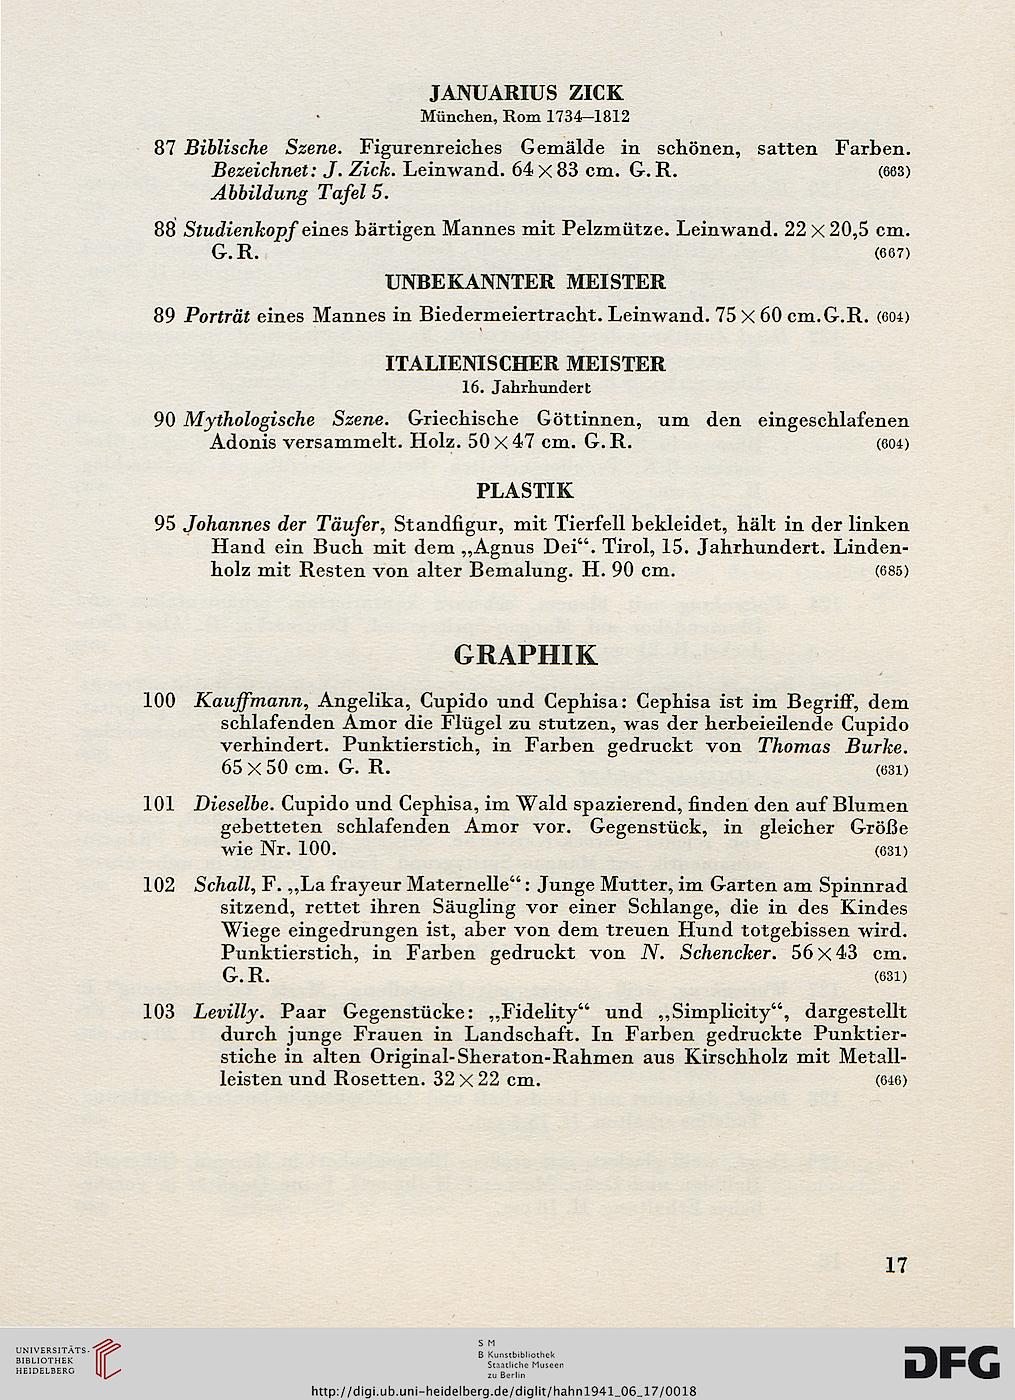 JANUARIUS ZICK
München, Rom 1734–1812
87 Biblische Szene. Figurenreiches Gemälde in schönen, satten Farben.
Bezeichnet: J. Zick. Leinwand. 64×83 cm. G.R. (663)
Abbildung Tafel 5.
88 Studienkopf eines bärtigen Mannes mit Pelzmütze. Leinwand. 22×20,5 cm.
G.R. (667)
UNBEKANNTER MEISTER
89 Porträt eines Mannes in Biedermeiertracht. Leinwand. 75×60 cm. G.R. (604)
ITALIENISCHER MEISTER
16. Jahrhundert
90 Mythologische Szene. Griechische Göttinnen, um den eingeschlafenen
Adonis versammelt. Holz. 50×47 cm. G.R. (604)
PLASTIK
95 Johannes der Täufer, Standfigur, mit Tierfell bekleidet, hält in der linken
Hand ein Buch mit dem „Agnus Dei“. Tirol, 15. Jahrhundert. Linden-
holz mit Resten von alter Bemalung. H. 90 cm. (685)
GRAPHIK
100 Kauffmann, Angelika, Cupido und Cephisa: Cephisa ist im Begriff, dem
schlafenden Amor die Flügel zu stutzen, was der herbeieilende Cupido
verhindert. Punktierstich, in Farben gedruckt von Thomas Burke.
65×50 cm. G. R. (631)
101 Dieselbe. Cupido und Cephisa, im Wald spazierend, finden den auf Blumen
gebetteten schlafenden Amor vor. Gegenstück, in gleicher Größe
wie Nr. 100. (631)
102 Schall, F. „La frayeur Maternelle“: Junge Mutter, im Garten am Spinnrad
sitzend, rettet ihren Säugling vor einer Schlange, die in des Kindes
Wiege eingedrungen ist, aber von dem treuen Hund totgebissen wird.
Punktierstich, in Farben gedruckt von N. Schencker. 56×43 cm.
G.R. (631)
103 Levilly. Paar Gegenstücke: „Fidelity“ und „Simplicity“, dargestellt
durch junge Frauen in Landschaft. In Farben gedruckte Punktier-
stiche in alten Original-Sheraton-Rahmen aus Kirschholz mit Metall-
leisten und Rosetten. 32×22 cm. (646)
17
UNIVERSITÄTS-
BIBLIOTHEK
HEIDELBERG
S M
B Kunstbibliothek
Staatliche Museen
zu Berlin
http://digi.ub.uni-heidelberg.de/diglit/hahn1941_06_17/0018
DFG